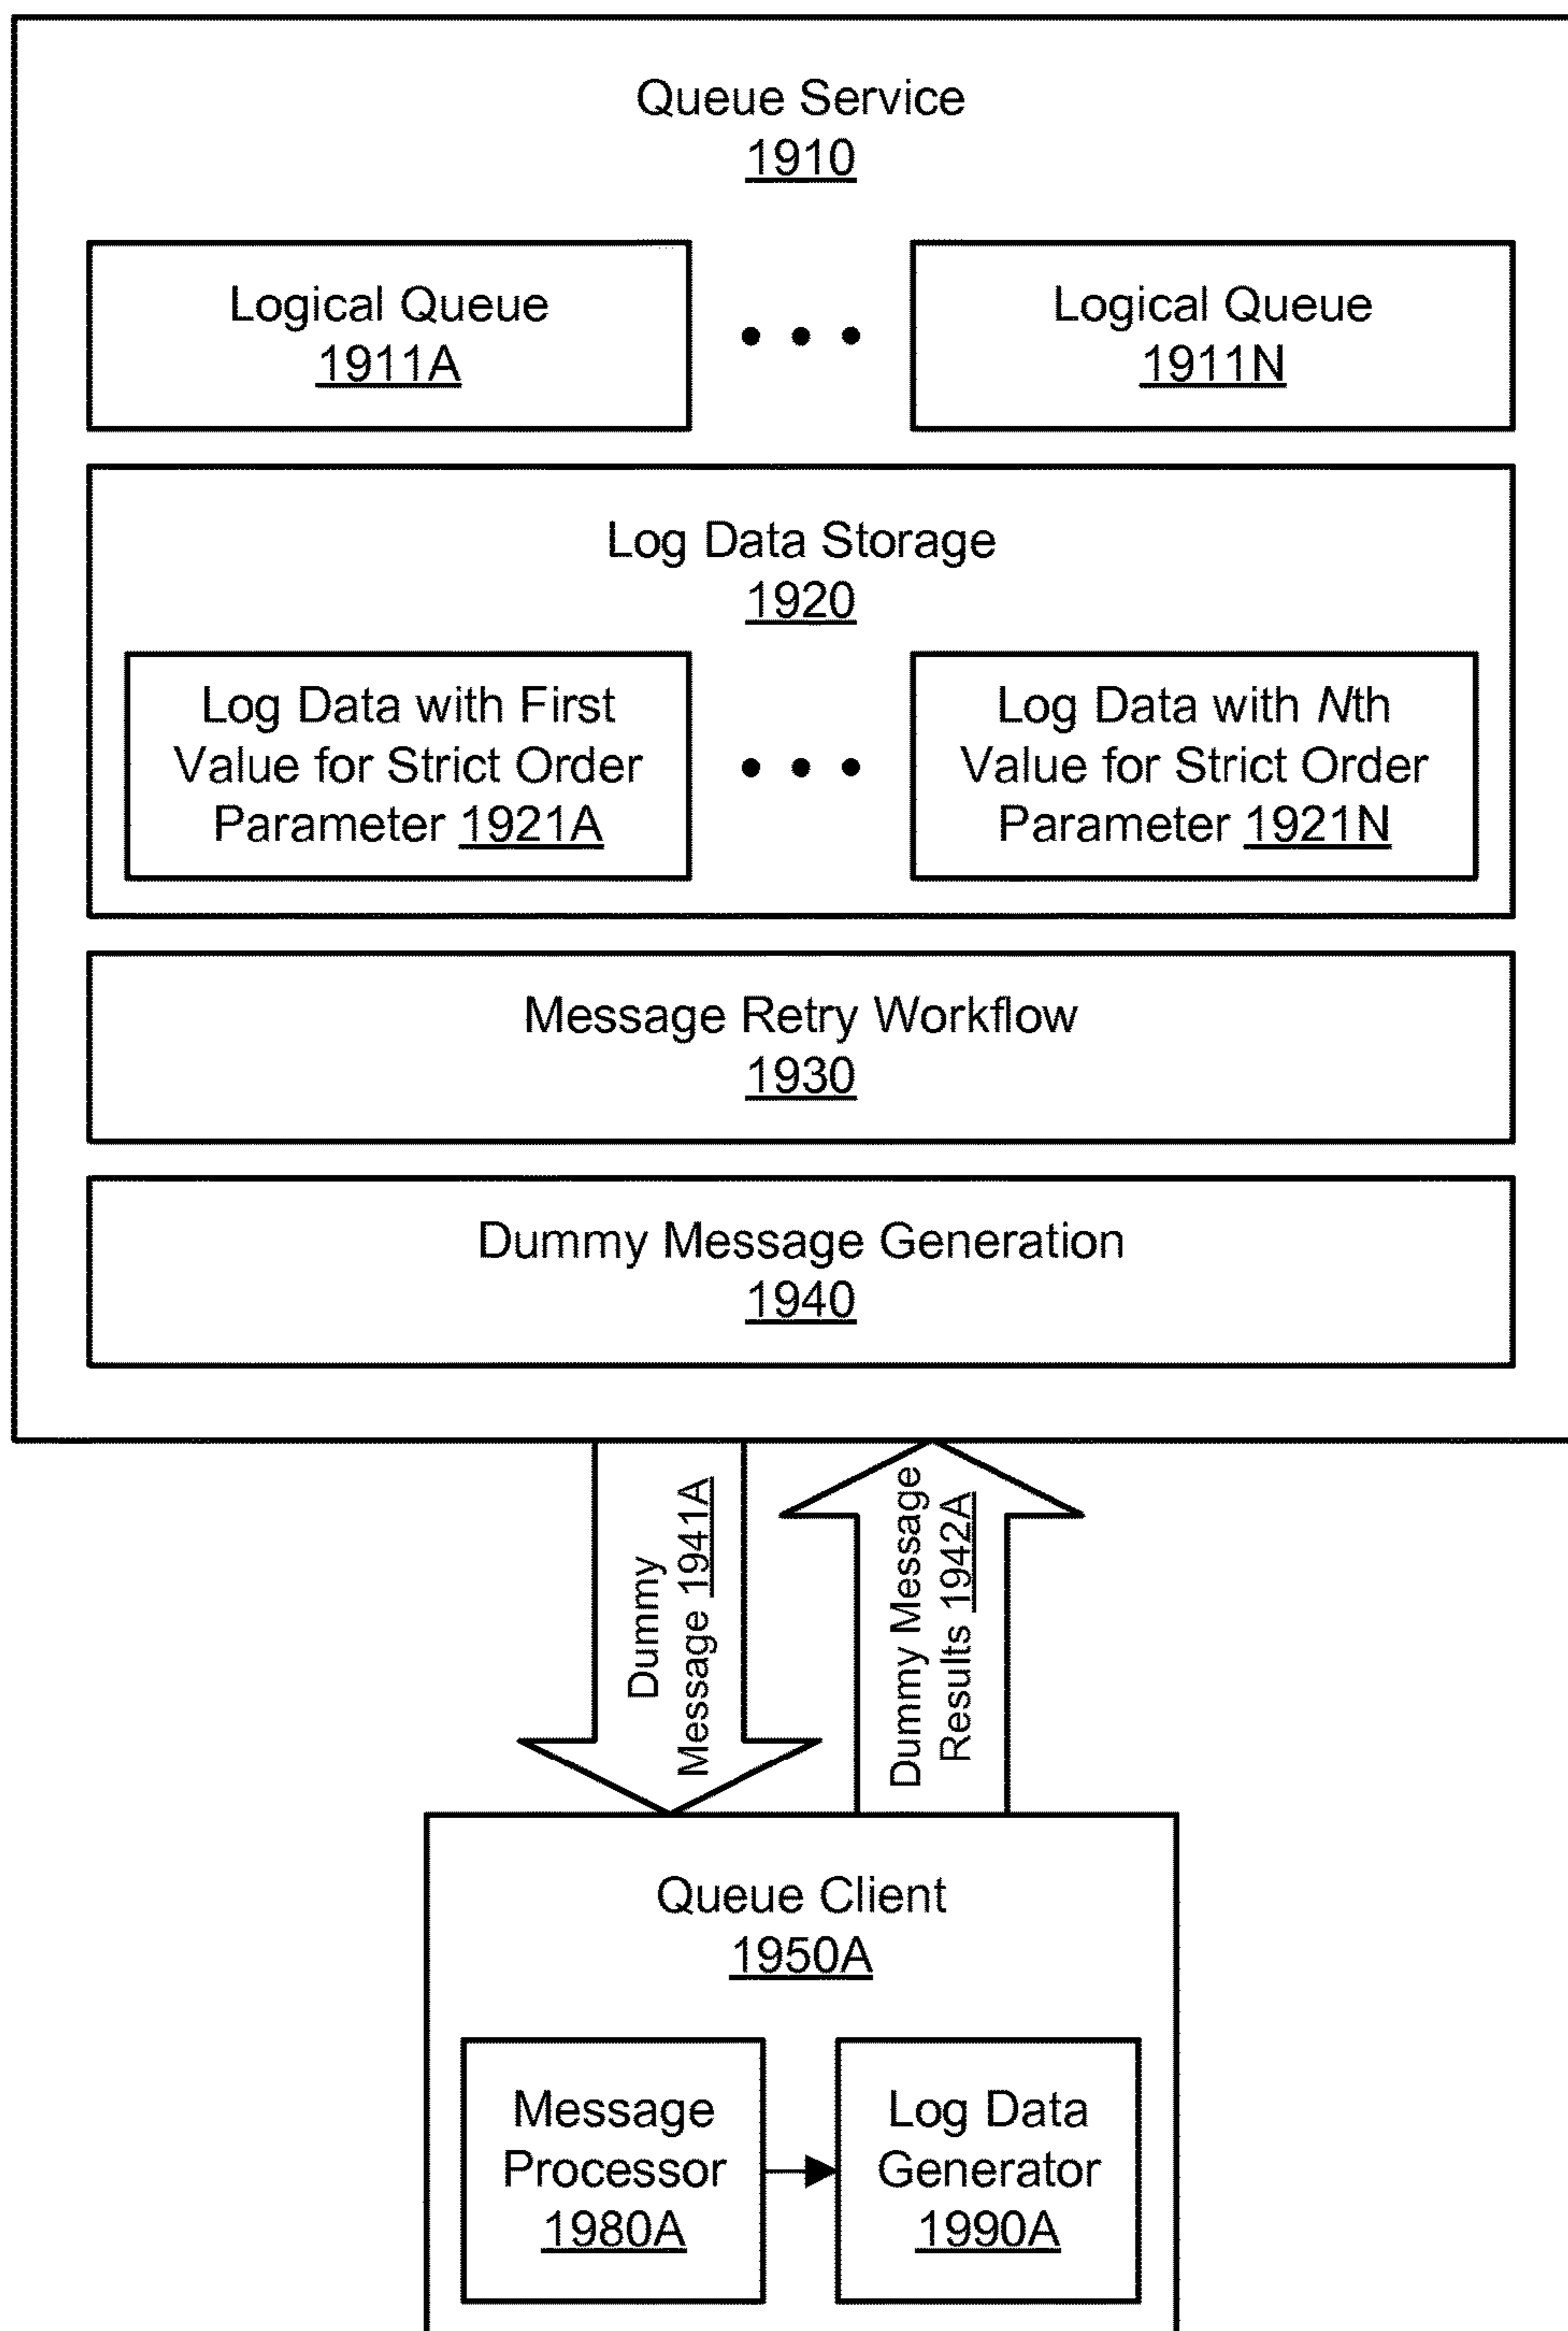 Queue Service
1910
Logical Queue
1911A
Logical Queue
1911N
Log Data Storage
1920
Log Data with First
Value for Strict Order
Parameter 1921A
Log Data with Nth
Value for Strict Order
Parameter 1921N
Message Retry Workflow
1930
Dummy Message Generation
1940
Dummy
Message 1941A
Dummy Message
Results 1942A
Queue Client
1950A
Message
Processor
1980A
Log Data
Generator
1990A